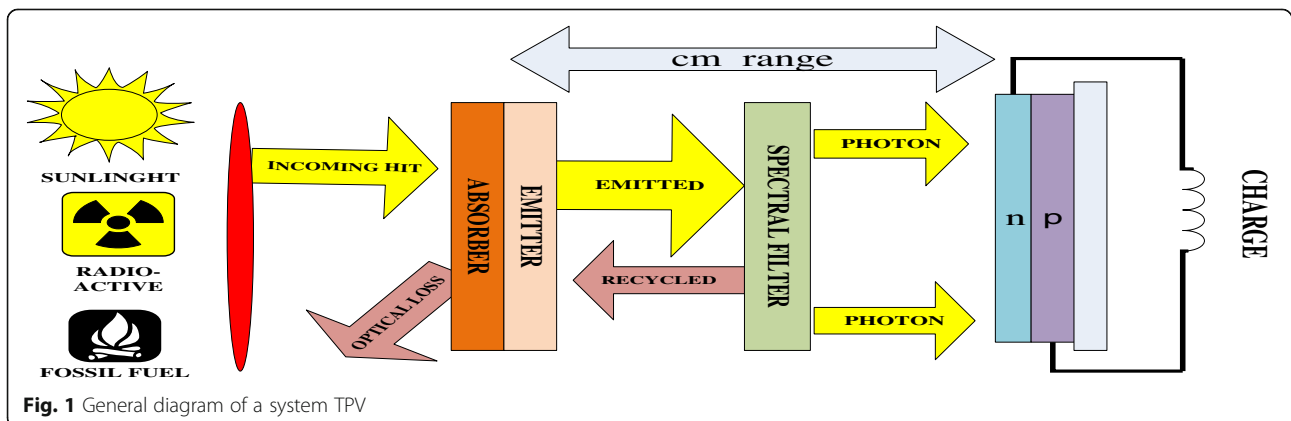 cm range
SUNLINGHT
RADIO-
ACTIVE
FOSSIL FUEL
INCOMING HIT
OPTICAL LOSS
ABSORBER
EMITTER
EMITTED
RECYCLED
SPECTRAL FILTER
PHOTON
PHOTON
n
p
CHARGE
Fig. 1 General diagram of a system TPV